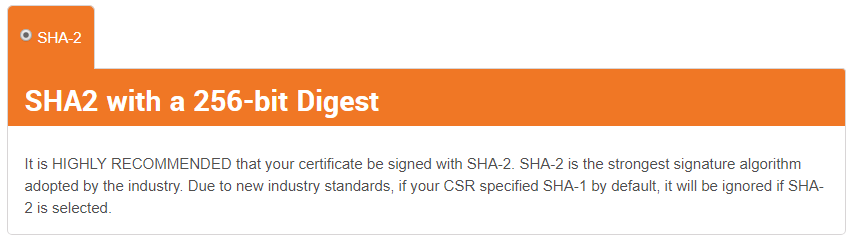 SHA-2
SHA2 with a 256-bit Digest
It is HIGHLY RECOMMENDED that your certificate be signed with SHA-2. SHA-2 is the strongest signature algorithm
adopted by the industry. Due to new industry standards, if your CSR specified SHA-1 by default, it will be ignored if SHA-
2 is selected.